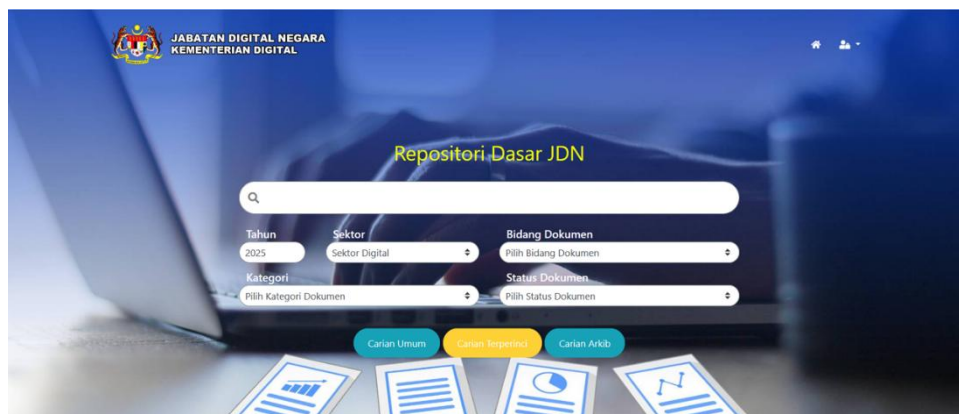 JABATAN DIGITAL NEGARA
KEMENTERIAN DIGITAL
Repositori Dasar JDN
Tahun
Sektor
Bidang Dokumen
2025
Sektor Digital
Pilih Bidang Dokumen
Kategori
Status Dokumen
Pilih Kategori Dokumen
Pilih Status Dokumen
Carian Umum
Carian Terperinci
Carian Arkib